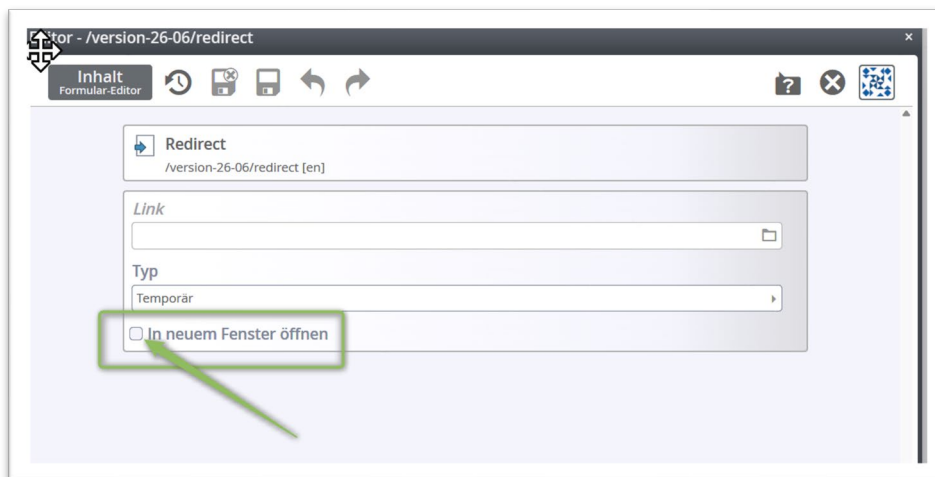 Editor - /version-26-06/redirect
Inhalt
Formular-Editor
Redirect
/version-26-06/redirect [en]
Link
Typ
Temporär
In neuem Fenster öffnen